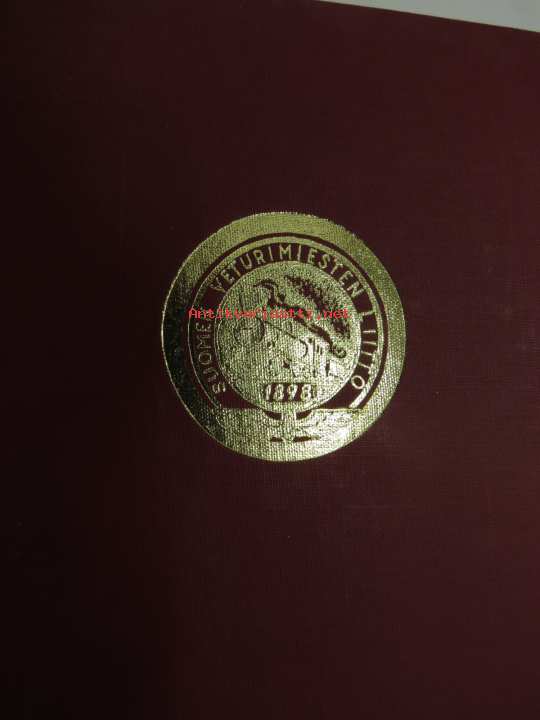 SUOMEN VETURIMIESTEN LIITTO
Antikvariaatti.net
1898